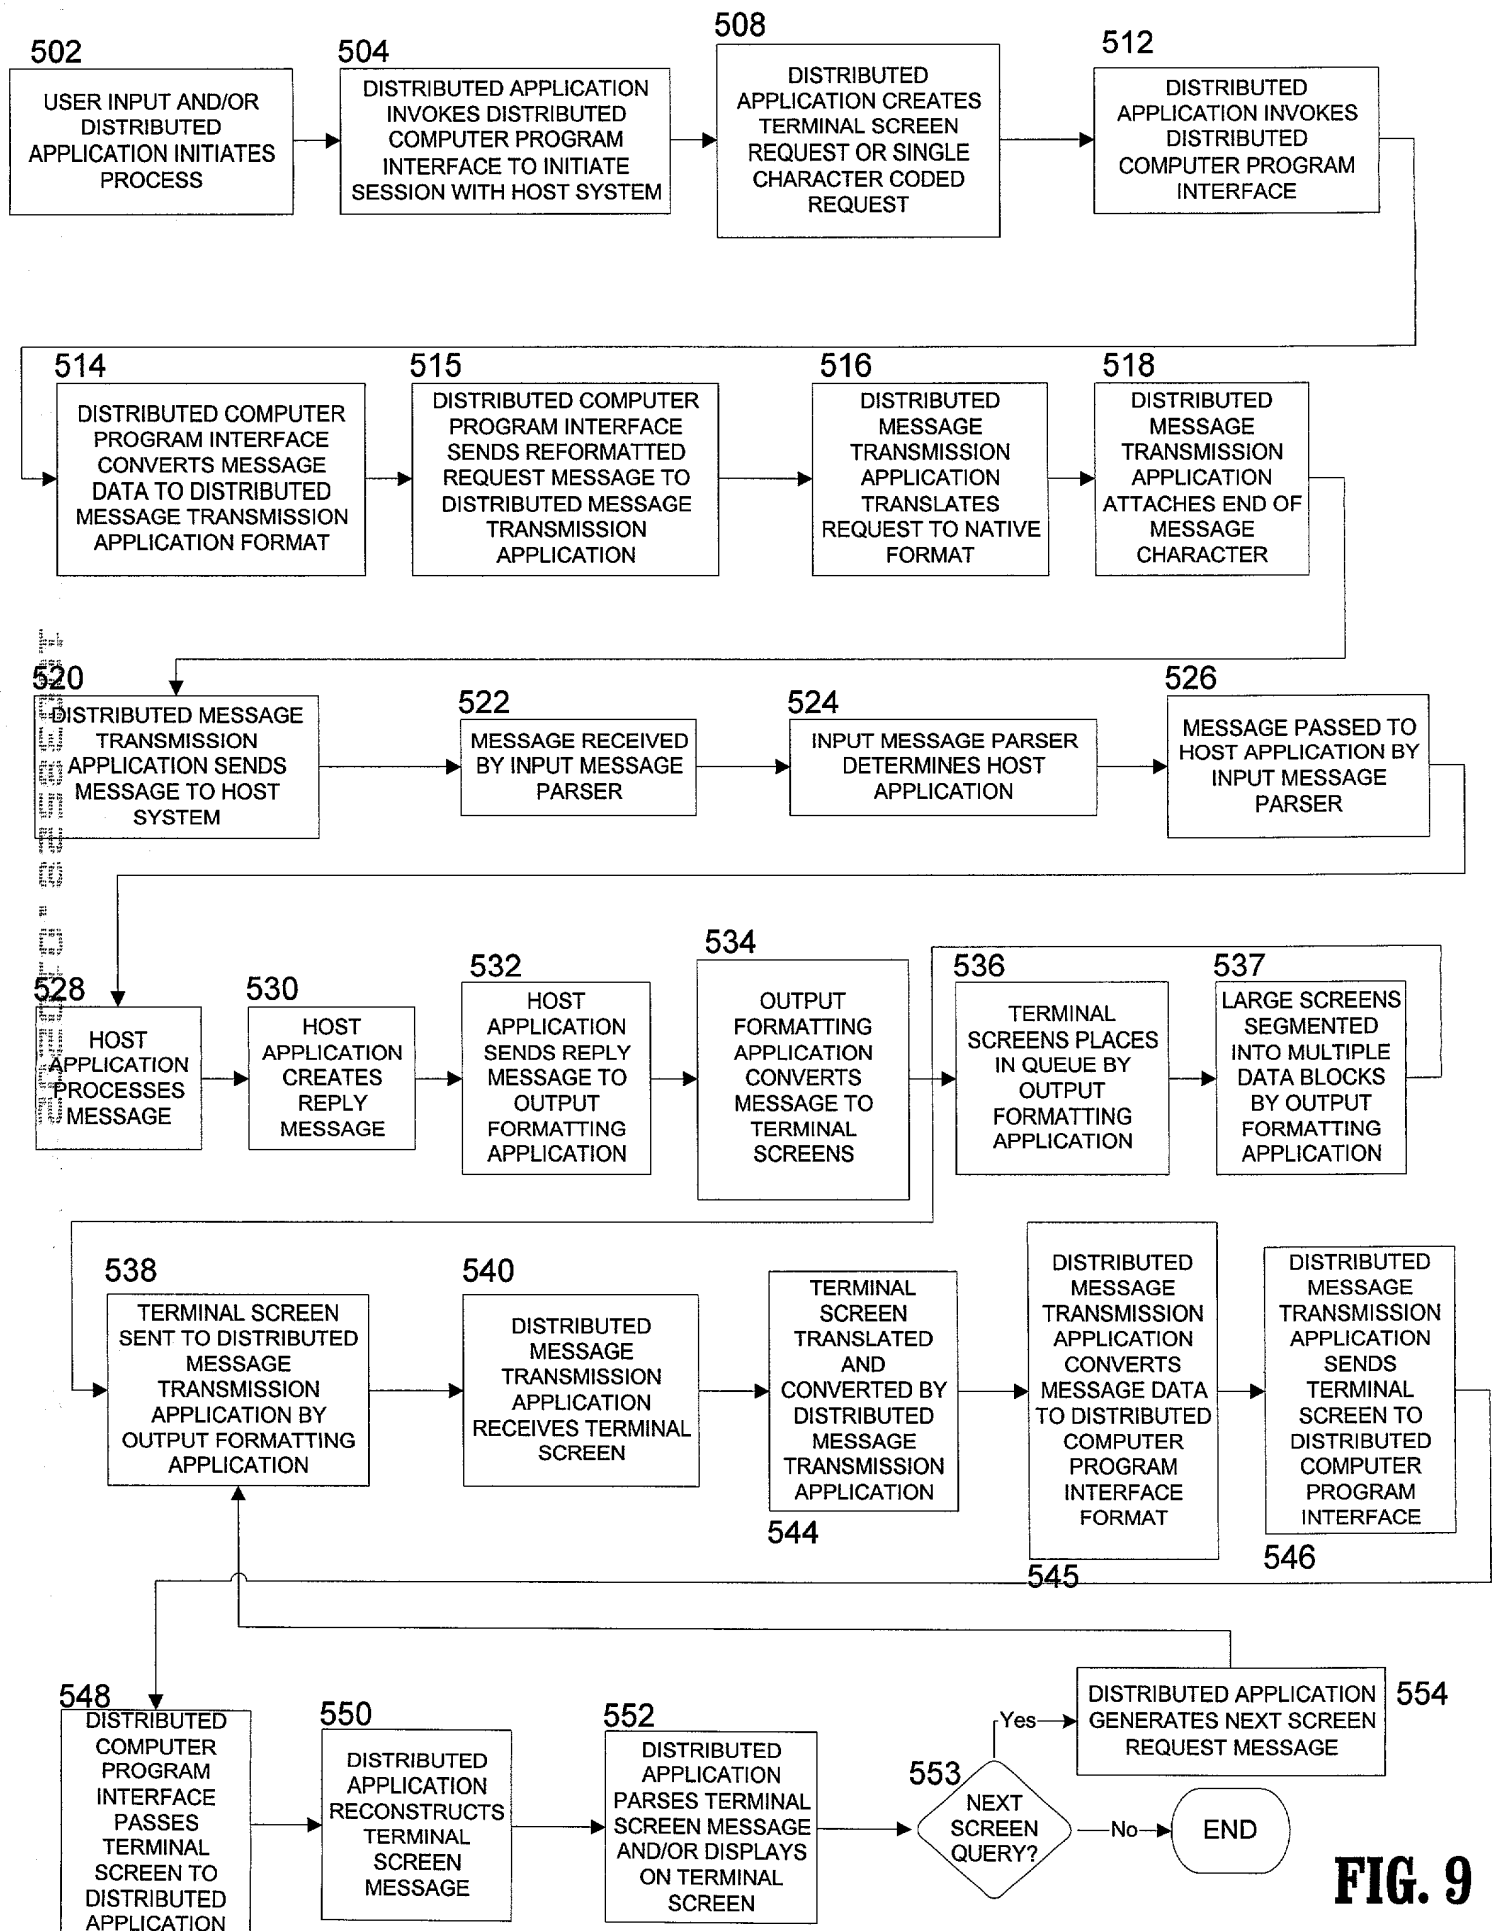 502
USER INPUT AND/OR
DISTRIBUTED
APPLICATION INITIATES
PROCESS
504
DISTRIBUTED APPLICATION
INVOKES DISTRIBUTED
COMPUTER PROGRAM
INTERFACE TO INITIATE
SESSION WITH HOST SYSTEM
508
DISTRIBUTED
APPLICATION CREATES
TERMINAL SCREEN
REQUEST OR SINGLE
CHARACTER CODED
REQUEST
512
DISTRIBUTED
APPLICATION INVOKES
DISTRIBUTED
COMPUTER PROGRAM
INTERFACE
514
DISTRIBUTED COMPUTER
PROGRAM INTERFACE
CONVERTS MESSAGE
DATA TO DISTRIBUTED
MESSAGE TRANSMISSION
APPLICATION FORMAT
515
DISTRIBUTED COMPUTER
PROGRAM INTERFACE
SENDS REFORMATTED
REQUEST MESSAGE TO
DISTRIBUTED MESSAGE
TRANSMISSION
APPLICATION
516
DISTRIBUTED
MESSAGE
TRANSMISSION
APPLICATION
TRANSLATES
REQUEST TO NATIVE
FORMAT
518
DISTRIBUTED
MESSAGE
TRANSMISSION
APPLICATION
ATTACHES END OF
MESSAGE
CHARACTER
520
DISTRIBUTED MESSAGE
TRANSMISSION
APPLICATION SENDS
MESSAGE TO HOST
SYSTEM
522
MESSAGE RECEIVED
BY INPUT MESSAGE
PARSER
524
INPUT MESSAGE PARSER
DETERMINES HOST
APPLICATION
526
MESSAGE PASSED TO
HOST APPLICATION BY
INPUT MESSAGE
PARSER
528
HOST
APPLICATION
PROCESSES
MESSAGE
530
HOST
APPLICATION
CREATES
REPLY
MESSAGE
532
HOST
APPLICATION
SENDS REPLY
MESSAGE TO
OUTPUT
FORMATTING
APPLICATION
534
OUTPUT
FORMATTING
APPLICATION
CONVERTS
MESSAGE TO
TERMINAL
SCREENS
536
TERMINAL
SCREENS PLACES
IN QUEUE BY
OUTPUT
FORMATTING
APPLICATION
537
LARGE SCREENS
SEGMENTED
INTO MULTIPLE
DATA BLOCKS
BY OUTPUT
FORMATTING
APPLICATION
538
TERMINAL SCREEN
SENT TO DISTRIBUTED
MESSAGE
TRANSMISSION
APPLICATION BY
OUTPUT FORMATTING
APPLICATION
540
DISTRIBUTED
MESSAGE
TRANSMISSION
APPLICATION
RECEIVES TERMINAL
SCREEN
TERMINAL
SCREEN
TRANSLATED
AND
CONVERTED BY
DISTRIBUTED
MESSAGE
TRANSMISSION
APPLICATION
544
DISTRIBUTED
MESSAGE
TRANSMISSION
APPLICATION
CONVERTS
MESSAGE DATA
TO DISTRIBUTED
COMPUTER
PROGRAM
INTERFACE
FORMAT
545
DISTRIBUTED
MESSAGE
TRANSMISSION
APPLICATION
SENDS
TERMINAL
SCREEN TO
DISTRIBUTED
COMPUTER
PROGRAM
INTERFACE
546
548
DISTRIBUTED
COMPUTER
PROGRAM
INTERFACE
PASSES
TERMINAL
SCREEN TO
DISTRIBUTED
APPLICATION
550
DISTRIBUTED
APPLICATION
RECONSTRUCTS
TERMINAL
SCREEN
MESSAGE
552
DISTRIBUTED
APPLICATION
PARSES TERMINAL
SCREEN MESSAGE
AND/OR DISPLAYS
ON TERMINAL
SCREEN
553
NEXT
SCREEN
QUERY?
Yes
DISTRIBUTED APPLICATION
GENERATES NEXT SCREEN
REQUEST MESSAGE
554
No
END
FIG. 9